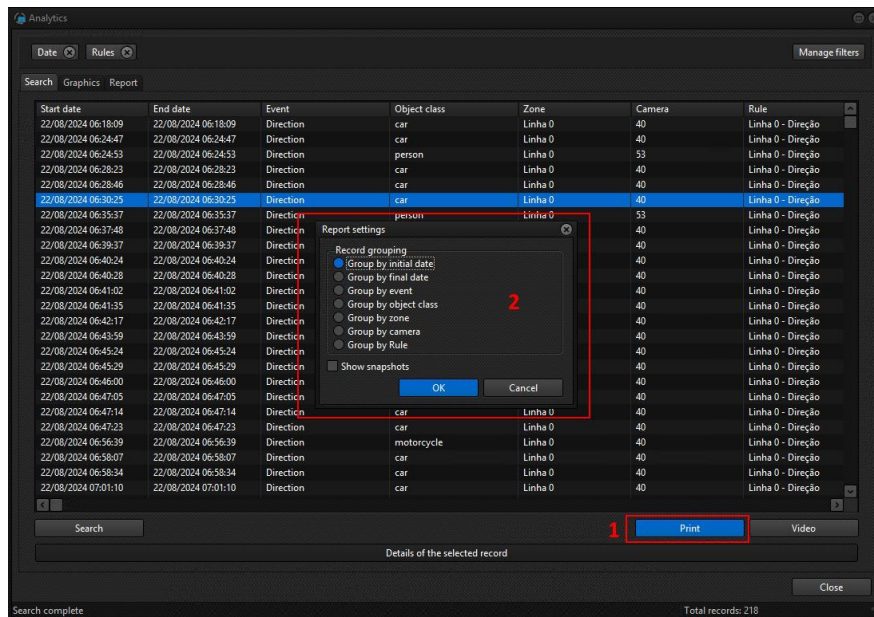 Analytics
Date Rules Manage filters
Search Graphics Report
Start date End date Event Object class Zone Camera Rule
22/08/2024 06:18:09 22/08/2024 06:18:09 Direction car Linha 0 40 Linha 0 - Direção
22/08/2024 06:24:47 22/08/2024 06:24:47 Direction car Linha 0 40 Linha 0 - Direção
22/08/2024 06:24:53 22/08/2024 06:24:53 Direction person Linha 0 53 Linha 0 - Direção
22/08/2024 06:28:23 22/08/2024 06:28:23 Direction car Linha 0 40 Linha 0 - Direção
22/08/2024 06:28:46 22/08/2024 06:28:46 Direction car Linha 0 40 Linha 0 - Direção
22/08/2024 06:30:25 22/08/2024 06:30:25 Direction car Linha 0 40 Linha 0 - Direção
22/08/2024 06:35:37 22/08/2024 06:35:37 Direction person Linha 0 53 Linha 0 - Direção
22/08/2024 06:37:48 22/08/2024 06:37:48 Direction 40 Linha 0 - Direção
22/08/2024 06:39:37 22/08/2024 06:39:37 Direction 40 Linha 0 - Direção
22/08/2024 06:40:24 22/08/2024 06:40:24 Direction 40 Linha 0 - Direção
22/08/2024 06:40:28 22/08/2024 06:40:28 Direction 40 Linha 0 - Direção
22/08/2024 06:41:02 22/08/2024 06:41:02 Direction 40 Linha 0 - Direção
22/08/2024 06:41:35 22/08/2024 06:41:35 Direction 40 Linha 0 - Direção
22/08/2024 06:42:17 22/08/2024 06:42:17 Direction 40 Linha 0 - Direção
22/08/2024 06:43:59 22/08/2024 06:43:59 Direction 40 Linha 0 - Direção
22/08/2024 06:45:24 22/08/2024 06:45:24 Direction 40 Linha 0 - Direção
22/08/2024 06:45:29 22/08/2024 06:45:29 Direction 40 Linha 0 - Direção
22/08/2024 06:46:00 22/08/2024 06:46:00 Direction 40 Linha 0 - Direção
22/08/2024 06:47:05 22/08/2024 06:47:05 Direction 40 Linha 0 - Direção
22/08/2024 06:47:14 22/08/2024 06:47:14 Direction car Linha 0 40 Linha 0 - Direção
22/08/2024 06:47:23 22/08/2024 06:47:23 Direction car Linha 0 40 Linha 0 - Direção
22/08/2024 06:56:39 22/08/2024 06:56:39 Direction motorcycle Linha 0 40 Linha 0 - Direção
22/08/2024 06:58:07 22/08/2024 06:58:07 Direction car Linha 0 40 Linha 0 - Direção
22/08/2024 06:58:34 22/08/2024 06:58:34 Direction car Linha 0 40 Linha 0 - Direção
22/08/2024 07:01:10 22/08/2024 07:01:10 Direction car Linha 0 40 Linha 0 - Direção
Report settings
Record grouping
Group by initial date
Group by final date
Group by event
Group by object class
2
Group by zone
Group by camera
Group by Rule
Show snapshots
OK Cancel
Search 1 Print Video
Details of the selected record
Close
Search complete Total records: 218